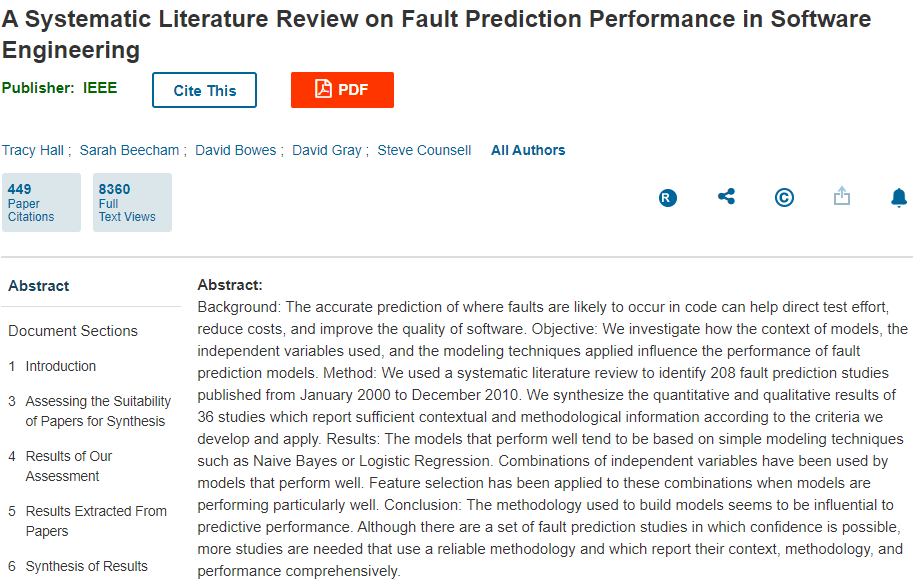 A Systematic Literature Review on Fault Prediction Performance in Software
Engineering
Publisher: IEEE
Cite This
PDF
Tracy Hall ; Sarah Beecham ; David Bowes ; David Gray ; Steve Counsell All Authors
449
Paper
Citations
8360
Full
Text Views
R
©
Abstract
Document Sections
1 Introduction
3 Assessing the Suitability
of Papers for Synthesis
4 Results of Our
Assessment
5 Results Extracted From
Papers
6 Synthesis of Results
Abstract:
Background: The accurate prediction of where faults are likely to occur in code can help direct test effort,
reduce costs, and improve the quality of software. Objective: We investigate how the context of models, the
independent variables used, and the modeling techniques applied influence the performance of fault
prediction models. Method: We used a systematic literature review to identify 208 fault prediction studies
published from January 2000 to December 2010. We synthesize the quantitative and qualitative results of
36 studies which report sufficient contextual and methodological information according to the criteria we
develop and apply. Results: The models that perform well tend to be based on simple modeling techniques
such as Naive Bayes or Logistic Regression. Combinations of independent variables have been used by
models that perform well. Feature selection has been applied to these combinations when models are
performing particularly well. Conclusion: The methodology used to build models seems to be influential to
predictive performance. Although there are a set of fault prediction studies in which confidence is possible,
more studies are needed that use a reliable methodology and which report their context, methodology, and
performance comprehensively.